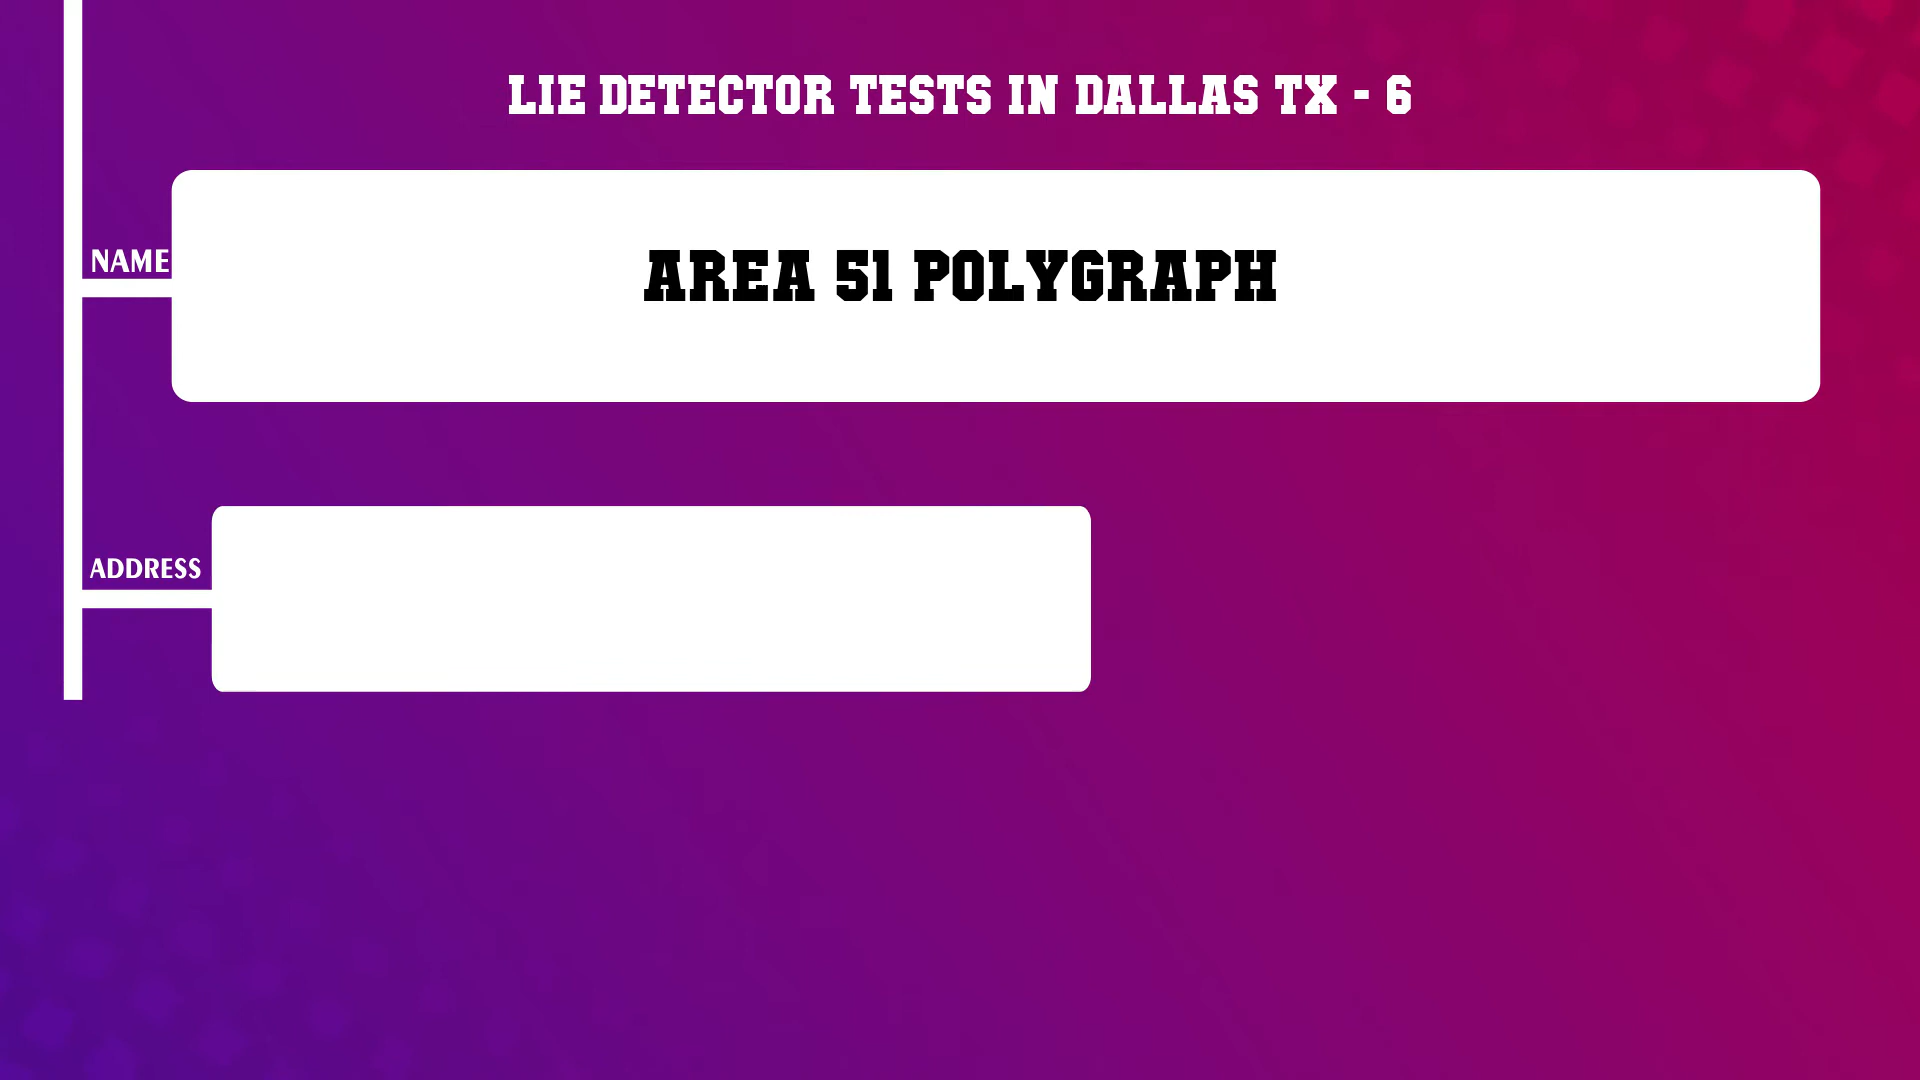 LIE DETECTOR TESTS IN DALLAS TX - 6
NAME
AREA 51 POLYGRAPH
ADDRESS